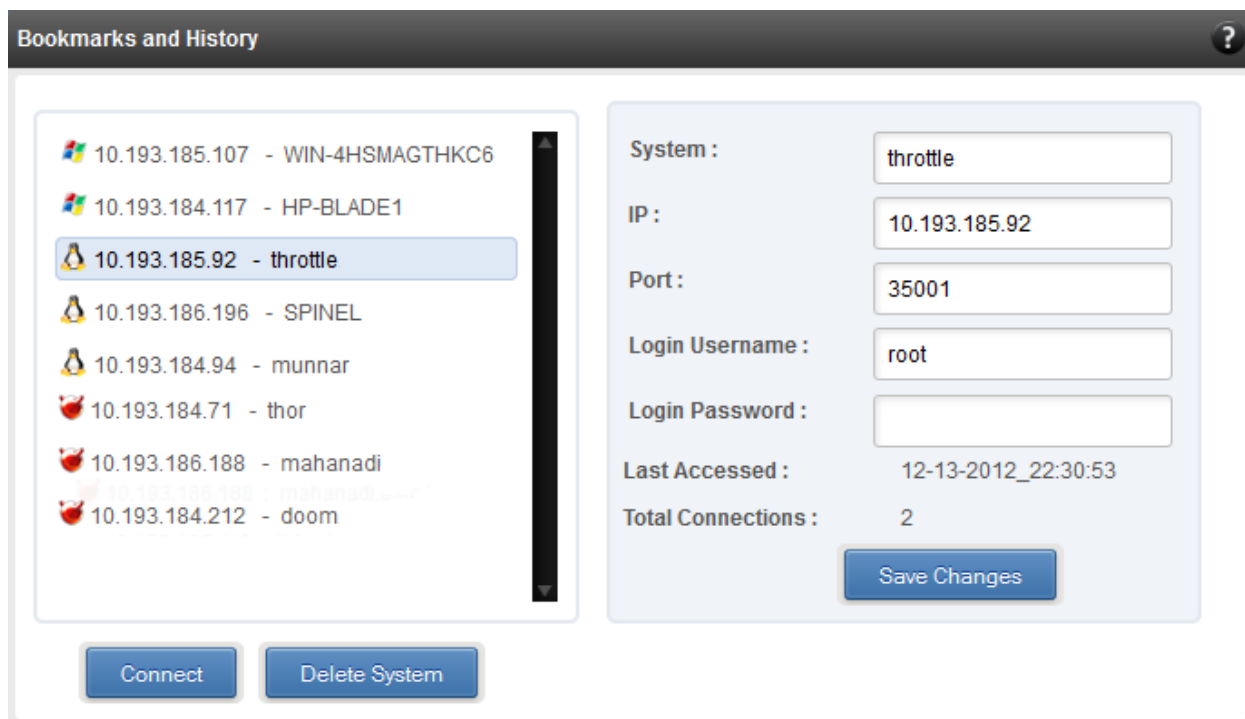 Bookmarks and History
?
10.193.185.107 - WIN-4HSMAGTHKC6
10.193.184.117 - HP-BLADE1
10.193.185.92 - throttle
10.193.186.196 - SPINEL
10.193.184.94 - munnar
10.193.184.71 - thor
10.193.186.188 - mahanadi
10.193.184.212 - doom
Connect
Delete System
System : throttle
IP : 10.193.185.92
Port : 35001
Login Username : root
Login Password :
Last Accessed : 12-13-2012_22:30:53
Total Connections : 2
Save Changes